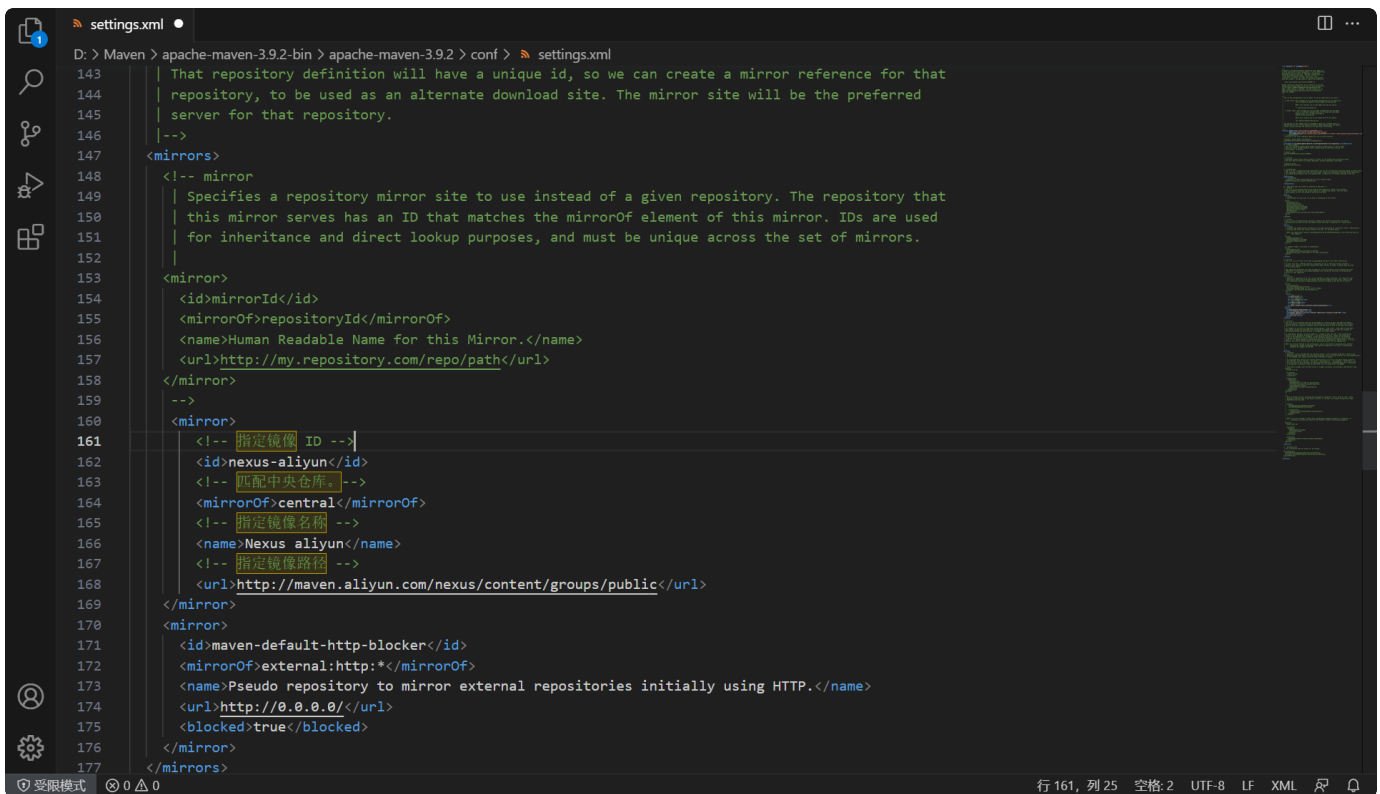 settings.xml
D: > Maven > apache-maven-3.9.2-bin > apache-maven-3.9.2 > conf > settings.xml
1
143 | That repository definition will have a unique id, so we can create a mirror reference for that
144 | repository, to be used as an alternate download site. The mirror site will be the preferred
145 | server for that repository.
146 |-->
147 <mirrors>
148 <!-- mirror
149 | Specifies a repository mirror site to use instead of a given repository. The repository that
150 | this mirror serves has an ID that matches the mirrorOf element of this mirror. IDs are used
151 | for inheritance and direct lookup purposes, and must be unique across the set of mirrors.
152 |
153 <mirror>
154 <id>mirrorId</id>
155 <mirrorOf>repositoryId</mirrorOf>
156 <name>Human Readable Name for this Mirror.</name>
157 <url>http://my.repository.com/repo/path</url>
158 </mirror>
159 -->
160 <mirror>
161 <!-- 指定镜像 ID -->
162 <id>nexus-aliyun</id>
163 <!-- 匹配中央仓库。-->
164 <mirrorOf>central</mirrorOf>
165 <!-- 指定镜像名称 -->
166 <name>Nexus aliyun</name>
167 <!-- 指定镜像路径 -->
168 <url>http://maven.aliyun.com/nexus/content/groups/public</url>
169 </mirror>
170 <mirror>
171 <id>maven-default-http-blocker</id>
172 <mirrorOf>external:http:*</mirrorOf>
173 <name>Pseudo repository to mirror external repositories initially using HTTP.</name>
174 <url>http://0.0.0.0/</url>
175 <blocked>true</blocked>
176 </mirror>
177 </mirrors>
受限模式 0 0 行 161，列 25 空格: 2 UTF-8 LF XML